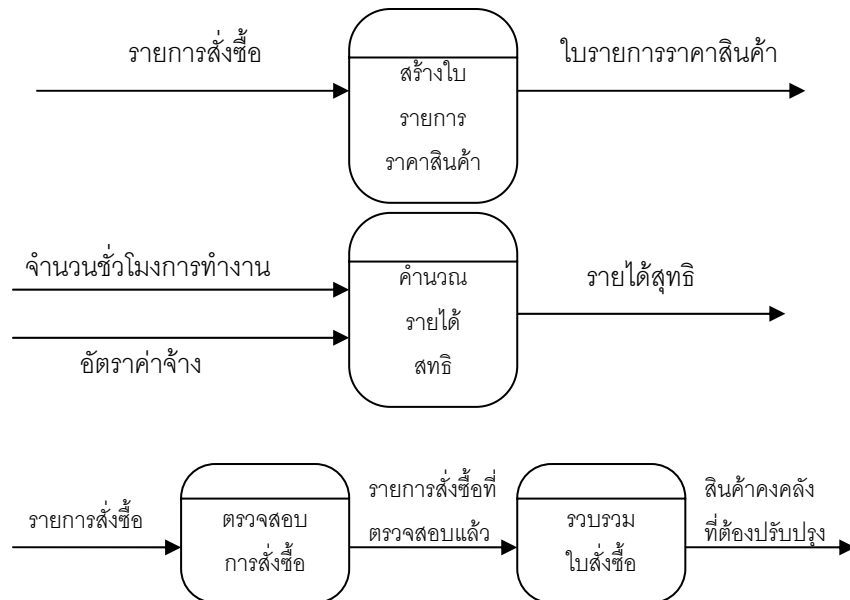 รายการสั่งซื้อ
ใบรายการราคาสินค้า
สร้างใบ
รายการ
ราคาสินค้า
จำนวนชั่วโมงการทำงาน
อัตราค่าจ้าง
คำนวณ
รายได้
สทธิ
รายได้สุทธิ
รายการสั่งซื้อ
ตรวจสอบ
การสั่งซื้อ
รายการสั่งซื้อที่
ตรวจสอบแล้ว
รวบรวม
ใบสั่งซื้อ
สินค้าคงคลัง
ที่ต้องปรับปรุง